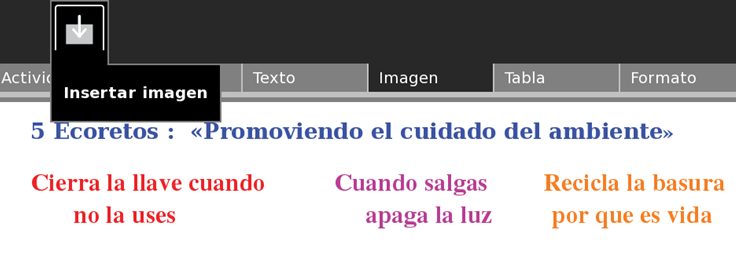 Activi
Texto
Imagen
Tabla
Formato
Insertar imagen
5 Ecoretos : «Promoviendo el cuidado del ambiente»
Cierra la llave cuando
no la uses
Cuando salgas
apaga la luz
Recicla la basura
por que es vida